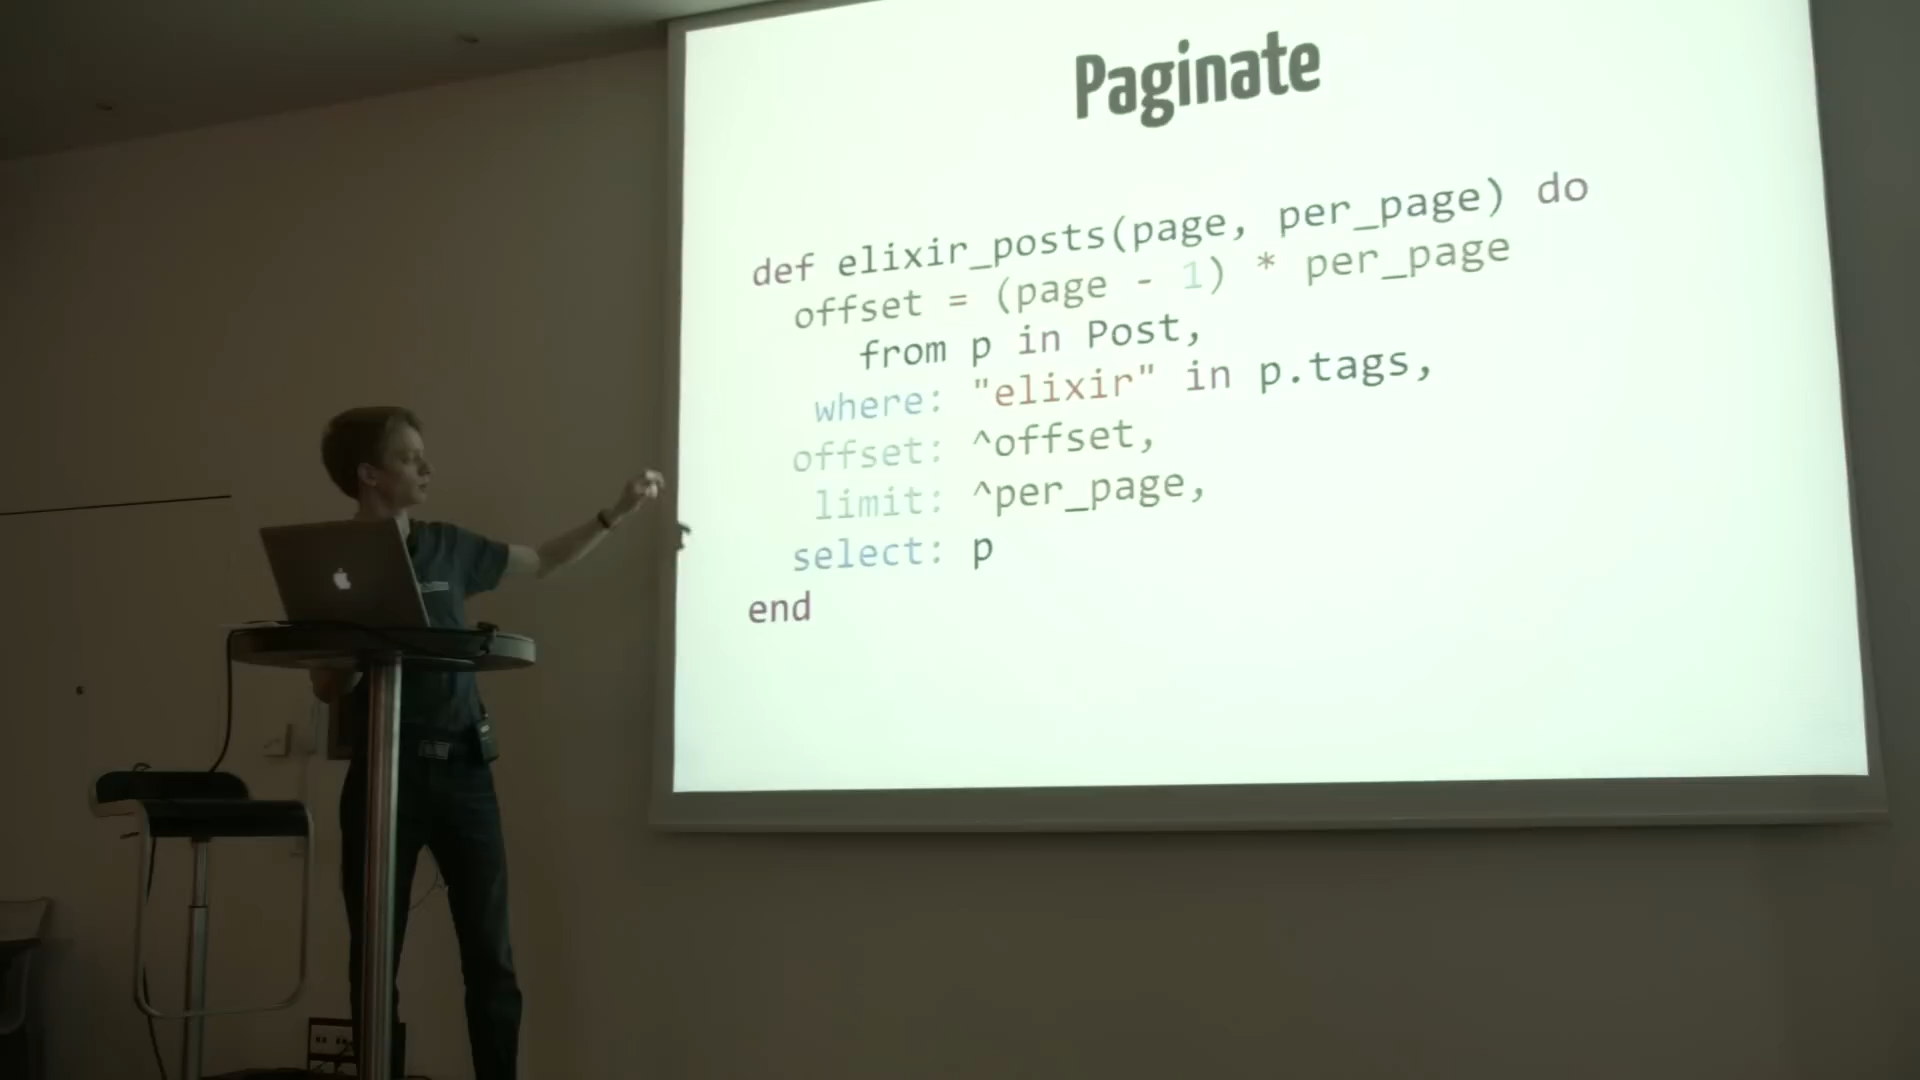 Paginate
def elixir_posts(page, per_page) do
offset = (page - 1) * per_page
from p in Post,
where: "elixir" in p.tags,
offset: ^offset,
limit: ^per_page,
select: p
end